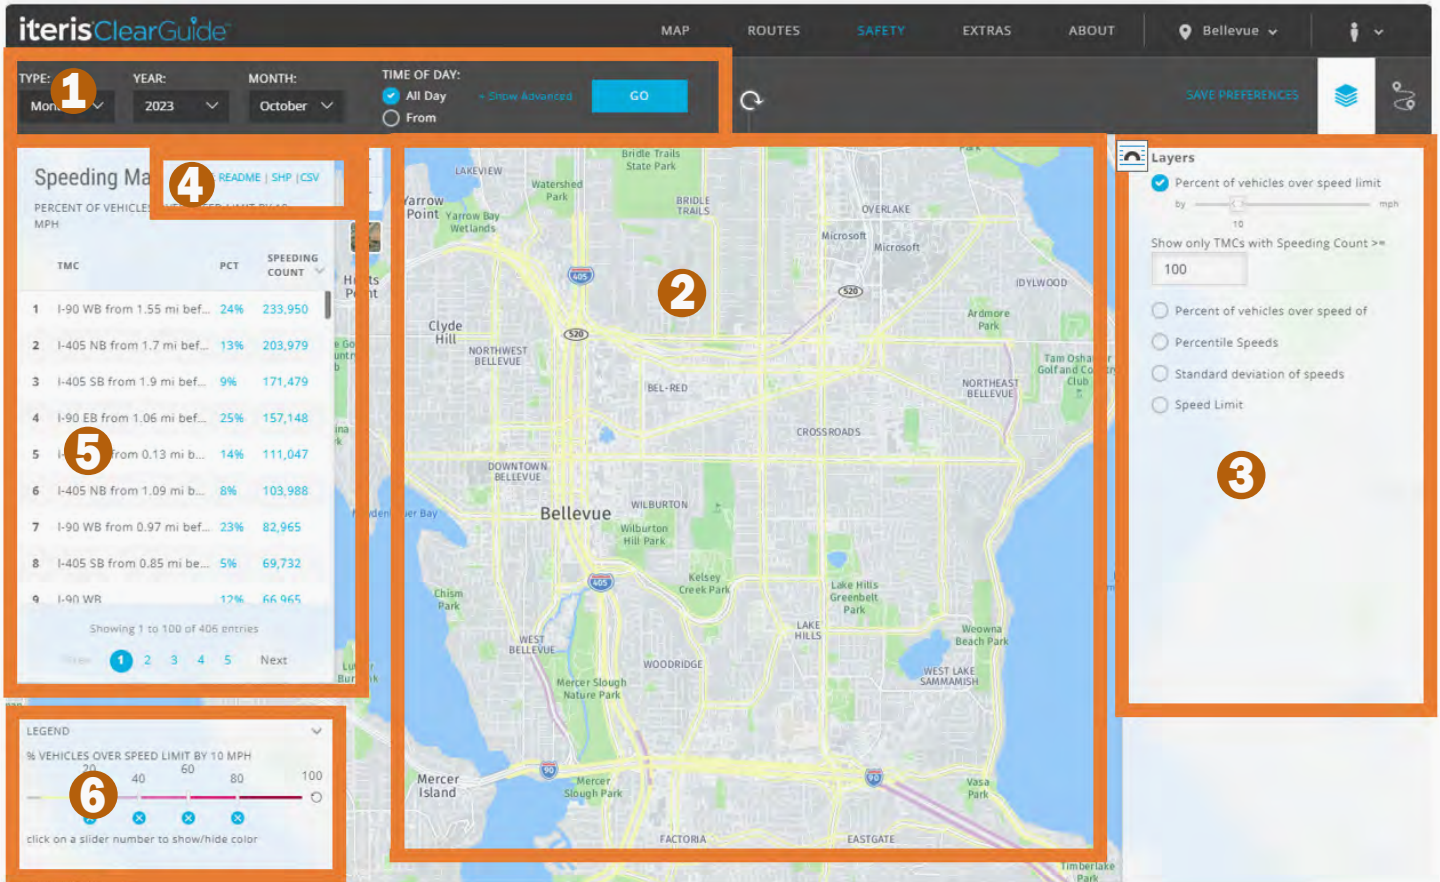 iteris ClearGuide
MAP
ROUTES
SAFETY
EXTRAS
ABOUT
Bellevue
TYPE:
YEAR:
MONTH:
TIME OF DAY:
1
2023
October
All Day
From
+ Show Advanced
GO
SAVE PREFERENCES
Speeding
4
README | SHP | CSV
PERCENT OF VEHICLES OVER SPEED LIMIT BY 10
MPH
TMC
PCT
SPEEDING
COUNT
1 I-90 WB from 1.55 mi bef... 24% 233,950
2 I-405 NB from 1.7 mi bef... 13% 203,979
3 I-405 SB from 1.9 mi bef... 9% 171,479
4 I-90 EB from 1.06 mi bef... 25% 157,148
5 from 0.13 mi b... 14% 111,047
5
6 I-405 NB from 1.09 mi b... 8% 103,988
7 I-90 WB from 0.97 mi bef... 23% 82,965
8 I-405 SB from 0.85 mi be... 5% 69,732
9 I-90 WB 12% 66,965
Showing 1 to 100 of 406 entries
1 2 3 4 5 Next
LEGEND
% VEHICLES OVER SPEED LIMIT BY 10 MPH
20 40 60 80 100
6
click on a slider number to show/hide color
LAKEVIEW
Bridle Trails
State Park
Watershed
Park
BRIDLE
TRAILS
Yarrow
Point
Yarrow Bay
Wetlands
OVERLAKE
Microsoft
Microsoft
405
2
520
IDYLWOOD
Hunts
Point
Clyde
Hill
520
Ardmore
Park
NORTHWEST
BELLEVUE
BEL-RED
NORTHEAST
BELLEVUE
Tam Oshanter
Golf and Country
Club
CROSSROADS
DOWNTOWN
BELLEVUE
Bellevue
WILBURTON
Wilburton
Hill Park
405
Kelsey
Creek Park
Chism
Park
Lake Hills
Greenbelt
Park
LAKE
HILLS
Weowna
Beach Park
WEST
BELLEVUE
WOODRIDGE
WEST LAKE
SAMMAMISH
Mercer Slough
Nature Park
90
Mercer
Island
Mercer
Slough Park
90
Vasa
Park
FACTORIA
EASTGATE
Timberlake
Park
Layers
Percent of vehicles over speed limit
by
mph
10
Show only TMCs with Speeding Count >=
100
Percent of vehicles over speed of
Percentile Speeds
Standard deviation of speeds
Speed Limit
3